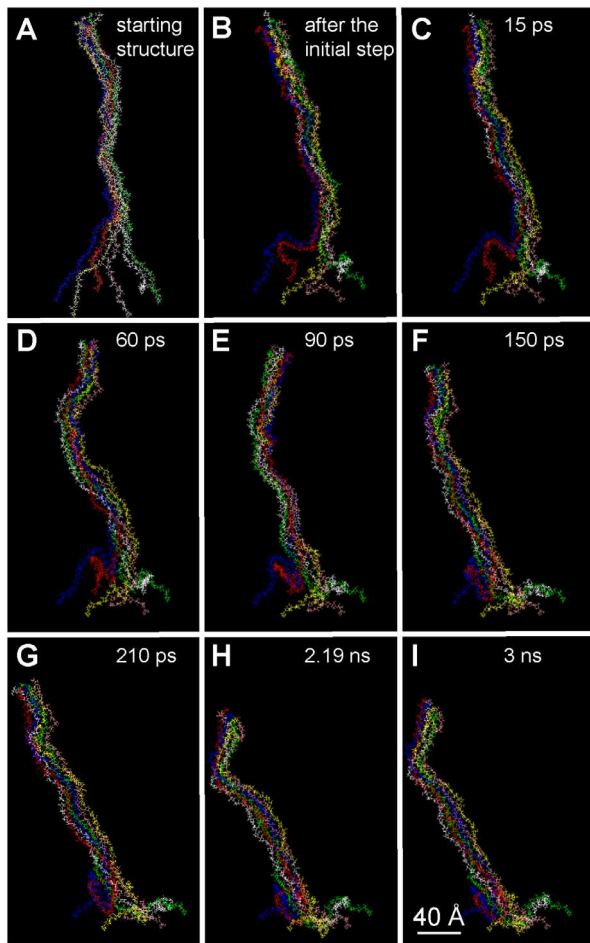 A
starting
structure
B
after the
initial step
C
15 ps
D
60 ps
E
90 ps
F
150 ps
G
210 ps
H
2.19 ns
I
3 ns
40 Å